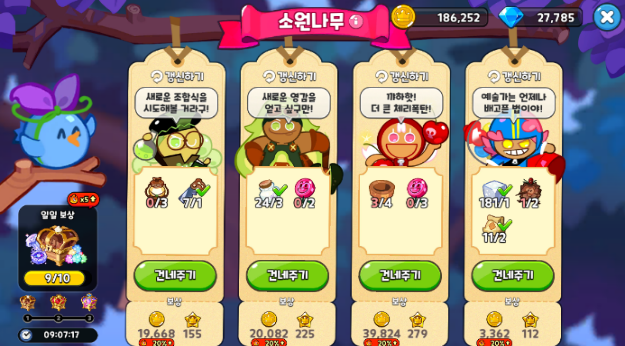 소원나무
186,252
27,785
갱신하기
갱신하기
갱신하기
갱신하기
새로운 조합식을
시도해볼 거라구!
새로운 영감을
얻고 싶구만!
꺄하핫!
더 큰 체리폭탄!
예술가는 언제나
배고픈 법이야!
x5
0/3
7/1
24/3
0/2
3/4
0/3
181/1
1/2
11/2
일일 보상
9/10
1
2
3
09:07:17
건네주기
건네주기
건네주기
건네주기
보상
보상
보상
보상
19,668
155
20,082
225
39,824
279
3,362
112
20%
20%
20%
20%